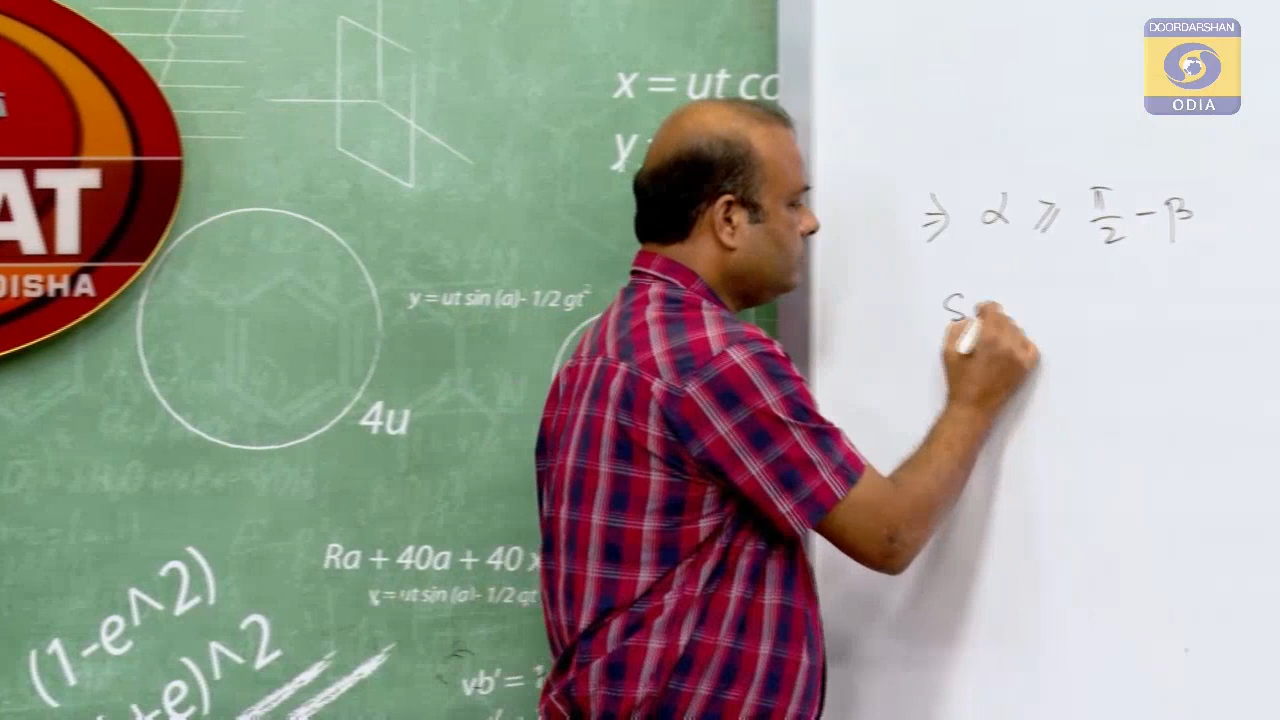 DOORDARSHAN
ODIA
AT
DISHA
x = ut co
y
y = ut sin (a)- 1/2 gt²
4u
Ra + 40a + 40
y = ut sin (a)- 1/2 gt
(1-e^2)
+e)^2
vb' =
⇒ α ≥ π/2 - β
S